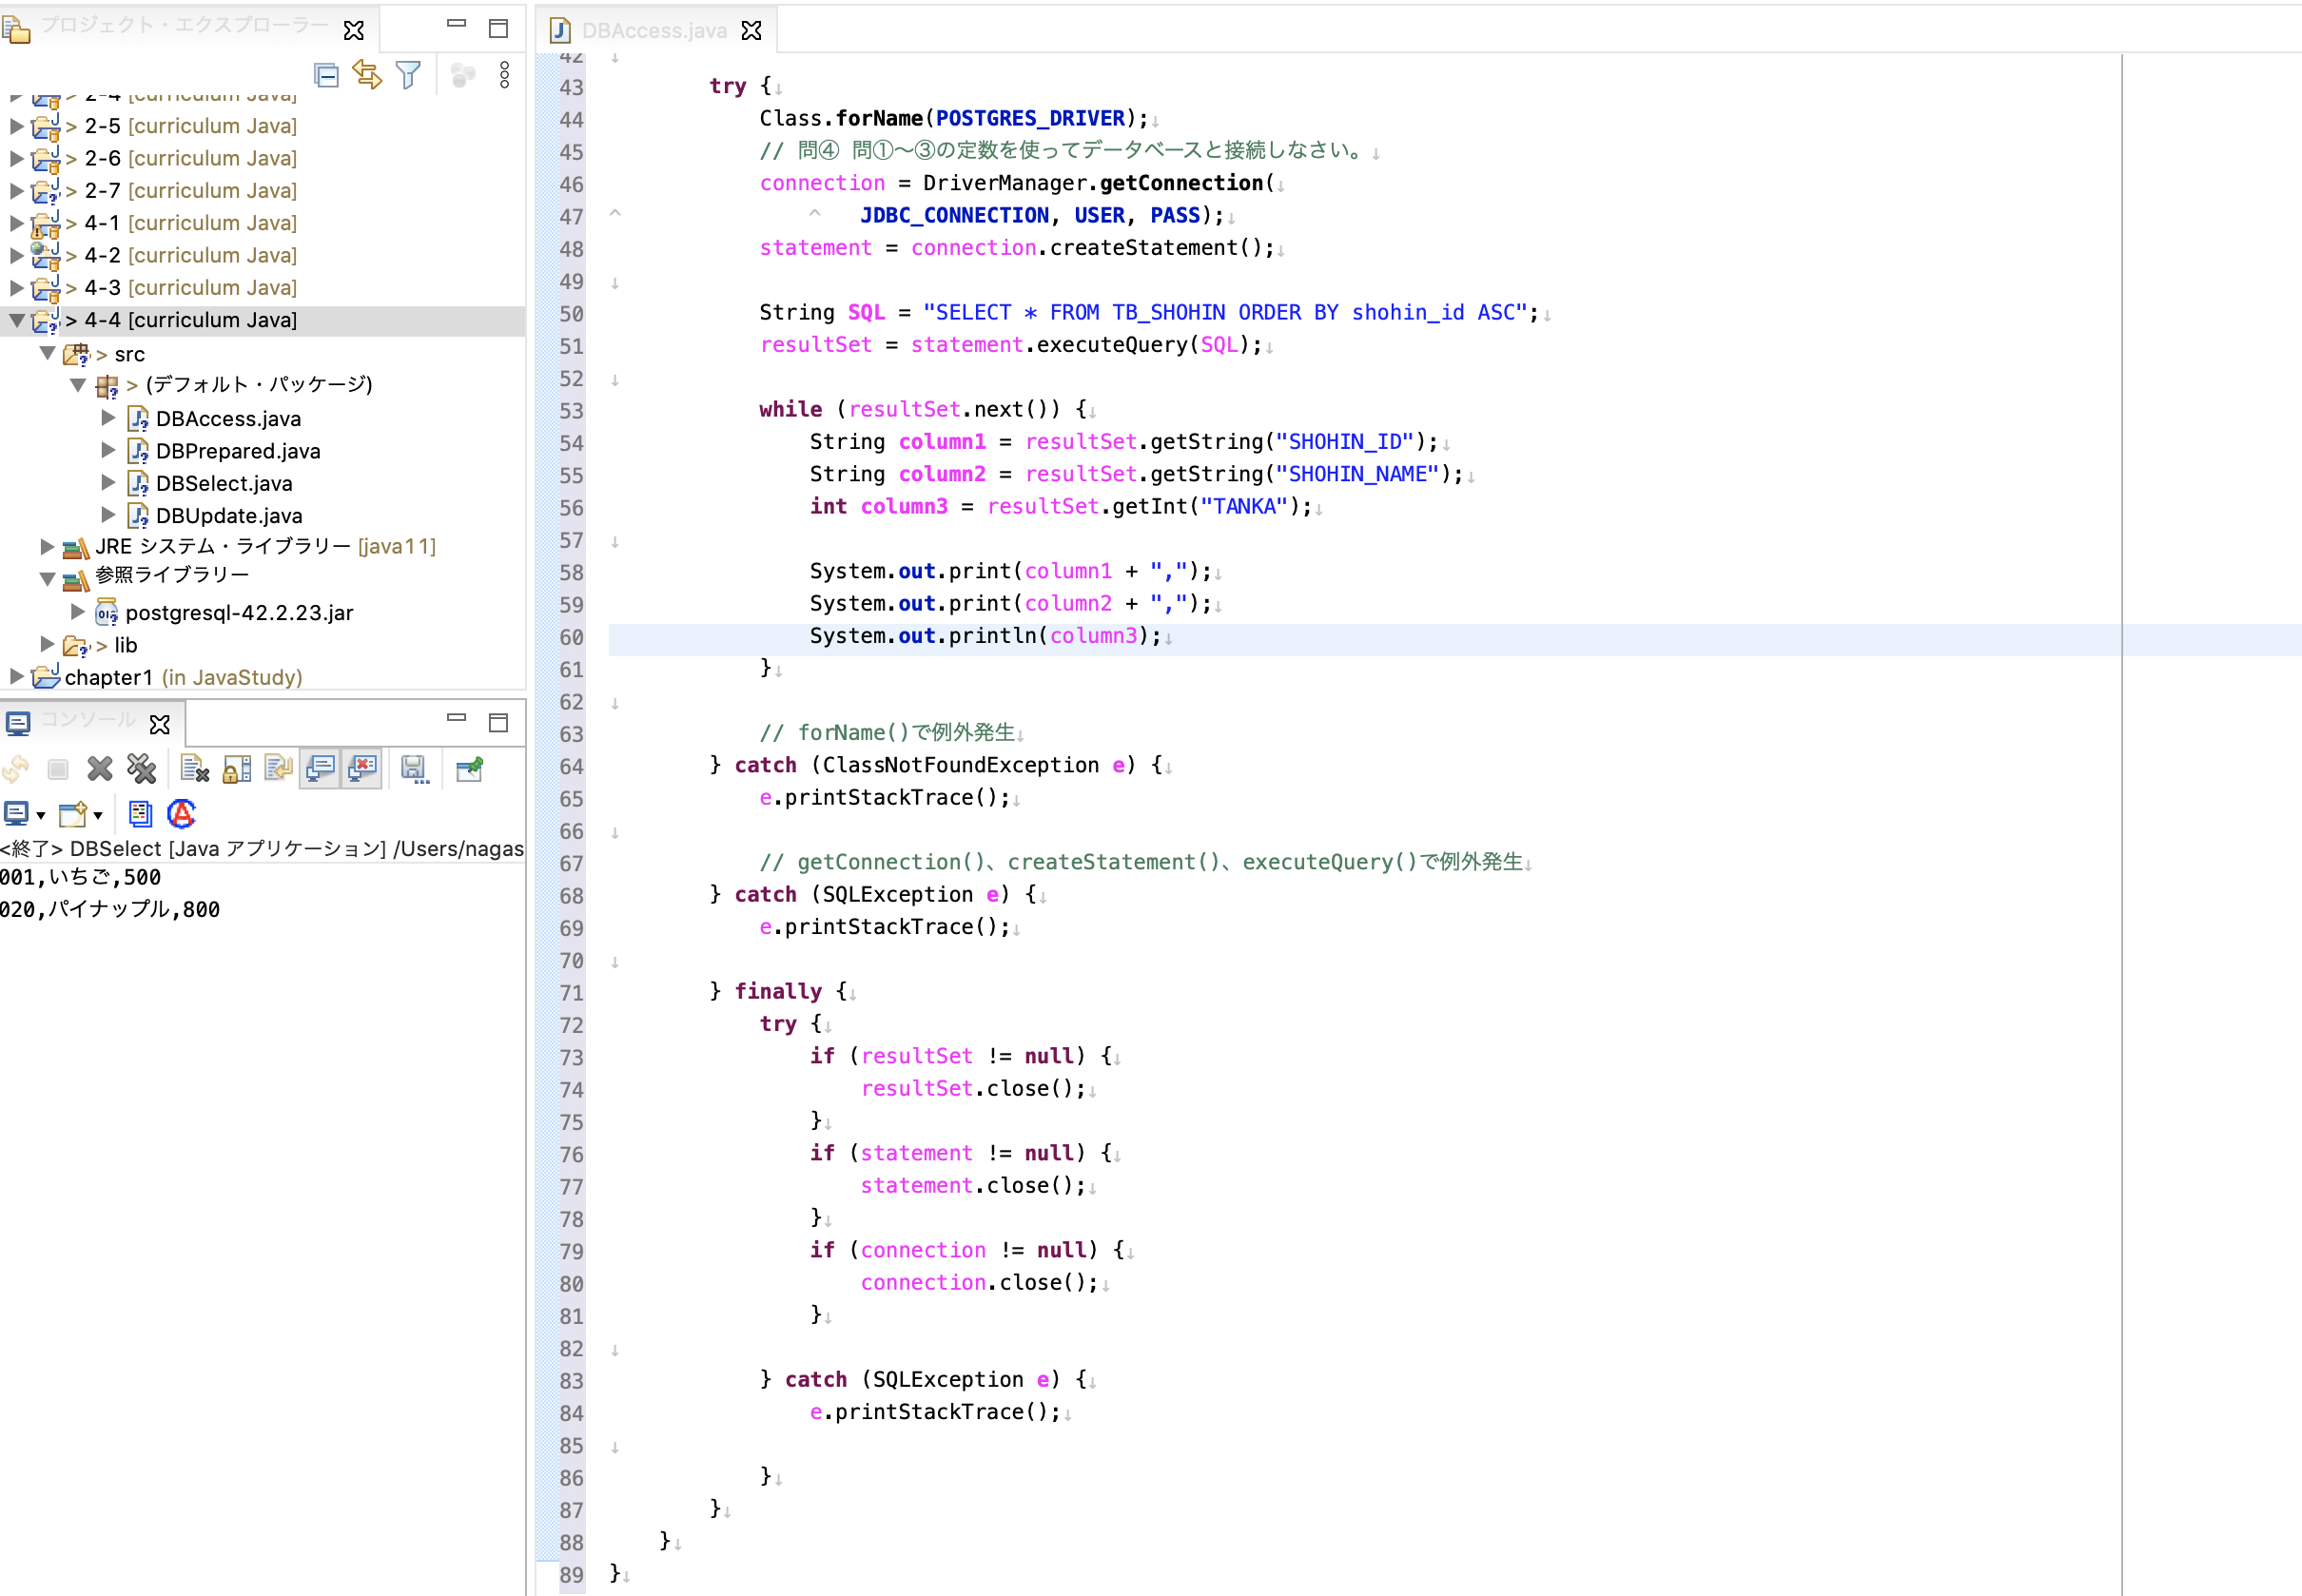 プロジェクト・エクスプローラー
> 2-4 [curriculum Java]
> 2-5 [curriculum Java]
> 2-6 [curriculum Java]
> 2-7 [curriculum Java]
> 4-1 [curriculum Java]
> 4-2 [curriculum Java]
> 4-3 [curriculum Java]
> 4-4 [curriculum Java]
> src
> (デフォルト・パッケージ)
DBAccess.java
DBPrepared.java
DBSelect.java
DBUpdate.java
JRE システム・ライブラリー [java11]
参照ライブラリー
postgresql-42.2.23.jar
> lib
chapter1 (in JavaStudy)
コンソール
<終了> DBSelect [Java アプリケーション] /Users/nagas
001,いちご,500
020,パイナップル,800
DBAccess.java
42
43 try {
44 Class.forName(POSTGRES_DRIVER);
45 // 問④ 問①〜③の定数を使ってデータベースと接続しなさい。
46 connection = DriverManager.getConnection(
47 JDBC_CONNECTION, USER, PASS);
48 statement = connection.createStatement();
49
50 String SQL = "SELECT * FROM TB_SHOHIN ORDER BY shohin_id ASC";
51 resultSet = statement.executeQuery(SQL);
52
53 while (resultSet.next()) {
54 String column1 = resultSet.getString("SHOHIN_ID");
55 String column2 = resultSet.getString("SHOHIN_NAME");
56 int column3 = resultSet.getInt("TANKA");
57
58 System.out.print(column1 + ",");
59 System.out.print(column2 + ",");
60 System.out.println(column3);
61 }
62
63 // forName()で例外発生
64 } catch (ClassNotFoundException e) {
65 e.printStackTrace();
66
67 // getConnection()、createStatement()、executeQuery()で例外発生
68 } catch (SQLException e) {
69 e.printStackTrace();
70
71 } finally {
72 try {
73 if (resultSet != null) {
74 resultSet.close();
75 }
76 if (statement != null) {
77 statement.close();
78 }
79 if (connection != null) {
80 connection.close();
81 }
82
83 } catch (SQLException e) {
84 e.printStackTrace();
85
86 }
87 }
88 }
89 }